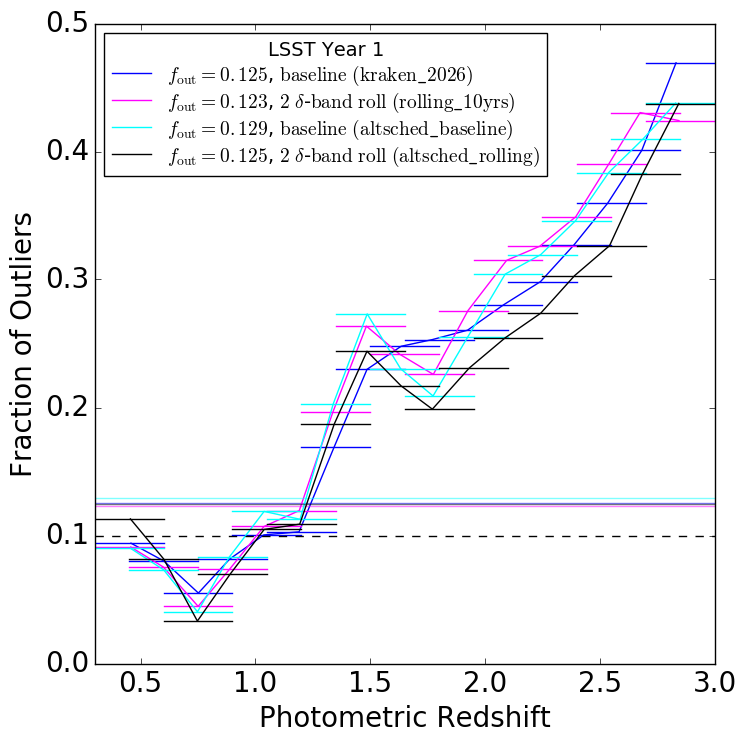 LSST Year 1
f_out = 0.125, baseline (kraken_2026)
f_out = 0.123, 2 δ-band roll (rolling_10yrs)
f_out = 0.129, baseline (altsched_baseline)
f_out = 0.125, 2 δ-band roll (altsched_rolling)
Fraction of Outliers
0.5
0.4
0.3
0.2
0.1
0.0
0.5 1.0 1.5 2.0 2.5 3.0
Photometric Redshift